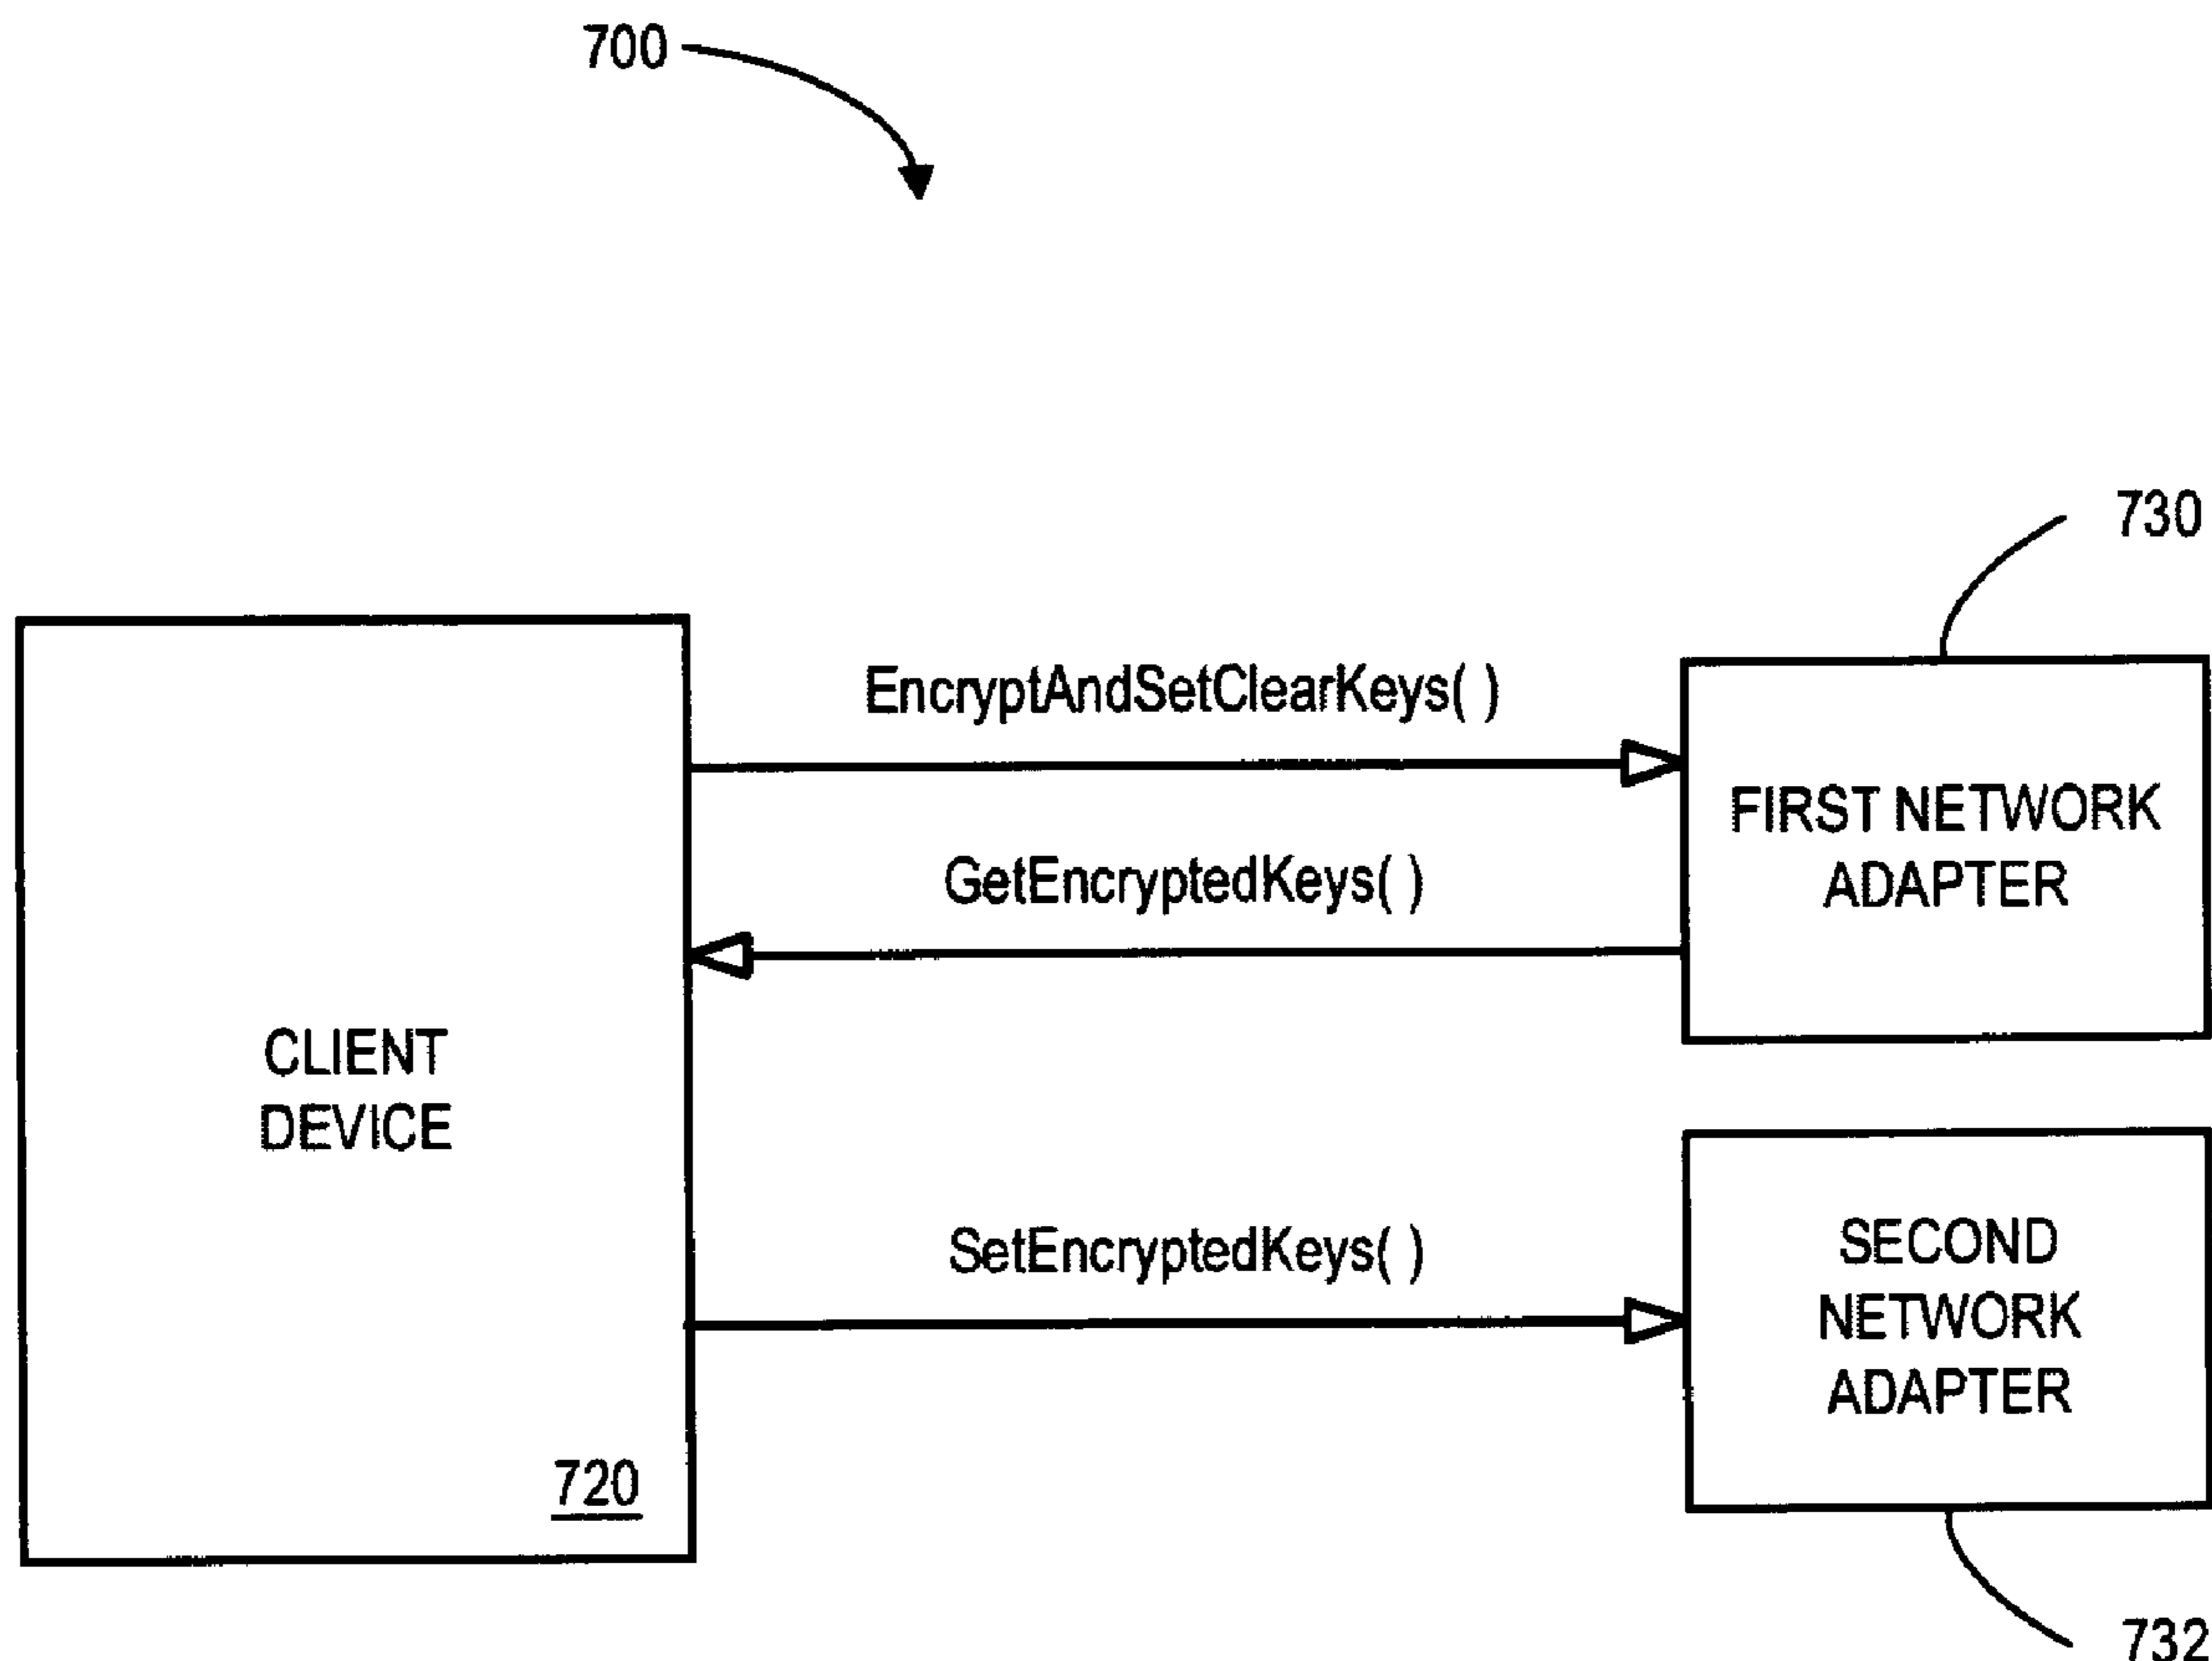 700
730
EncryptAndSetClearKeys( )
FIRST NETWORK
ADAPTER
GetEncryptedKeys( )
CLIENT
DEVICE
720
SetEncryptedKeys( )
SECOND
NETWORK
ADAPTER
732